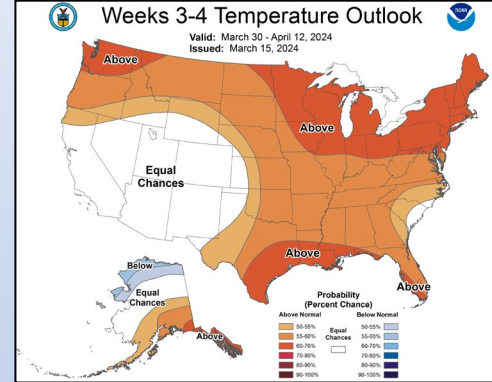 Weeks 3-4 Temperature Outlook
Valid: March 30 - April 12, 2024
Issued: March 15, 2024
NOAA
Above
Above
Equal
Chances
Above
Above
Below
Equal
Chances
Above
Probability
(Percent Chance)
Above Normal
Equal
Chances
Below Normal
50-55%
55-60%
60-70%
70-80%
80-90%
90-100%
50-55%
55-60%
60-70%
70-80%
80-90%
90-100%